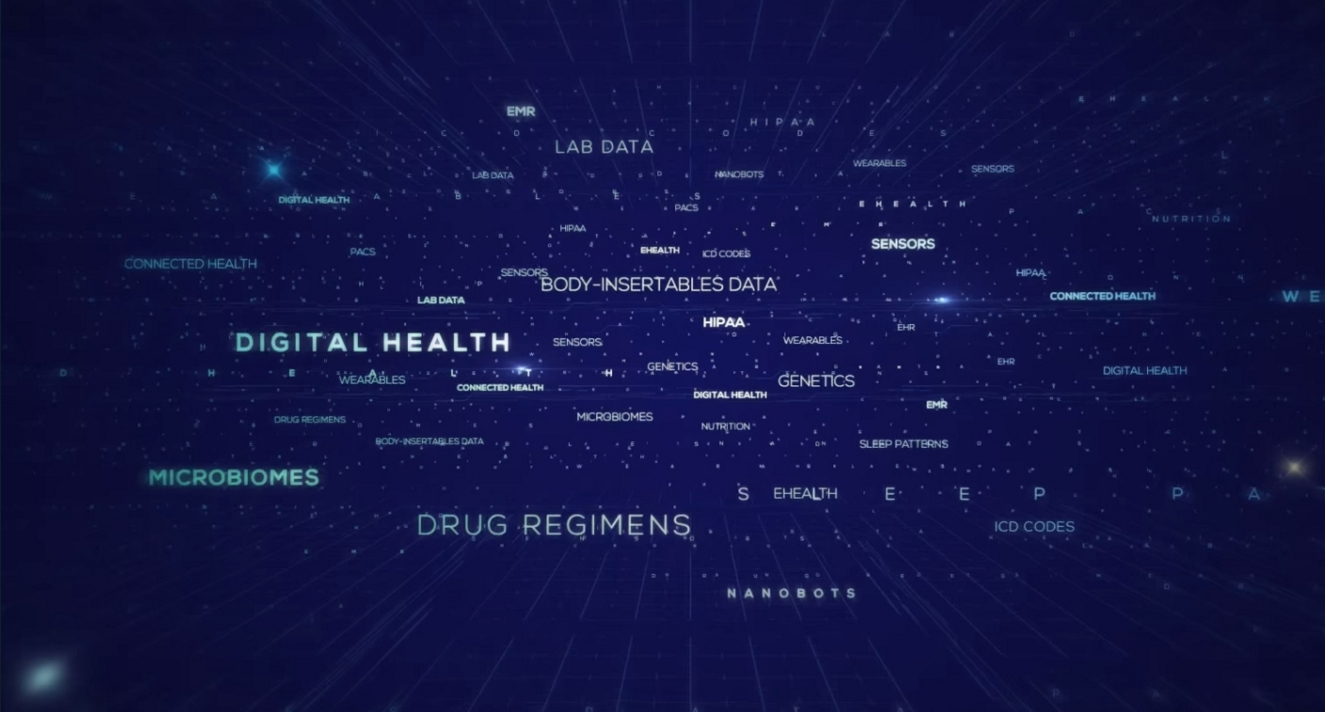 E H E A L T H
EMR
H I P A A
C O D E S
LAB DATA
WEARABLES
SENSORS
LAB DATA
NANOBOTS
DIGITAL HEALTH
E H E A L T H
PACS
NUTRITION
HIPAA
SENSORS
PACS
EHEALTH
ICD CODES
CONNECTED HEALTH
SENSORS
HIPAA
BODY-INSERTABLES DATA
LAB DATA
CONNECTED HEALTH
W E
HIPAA
EHR
DIGITAL HEALTH
SENSORS
WEARABLES
EHR
GENETICS
DIGITAL HEALTH
D H E A L T H
WEARABLES
GENETICS
CONNECTED HEALTH
DIGITAL HEALTH
EMR
MICROBIOMES
DRUG REGIMENS
NUTRITION
BODY-INSERTABLES DATA
SLEEP PATTERNS
MICROBIOMES
S L E E P P A
EHEALTH
DRUG REGIMENS
ICD CODES
N A N O B O T S